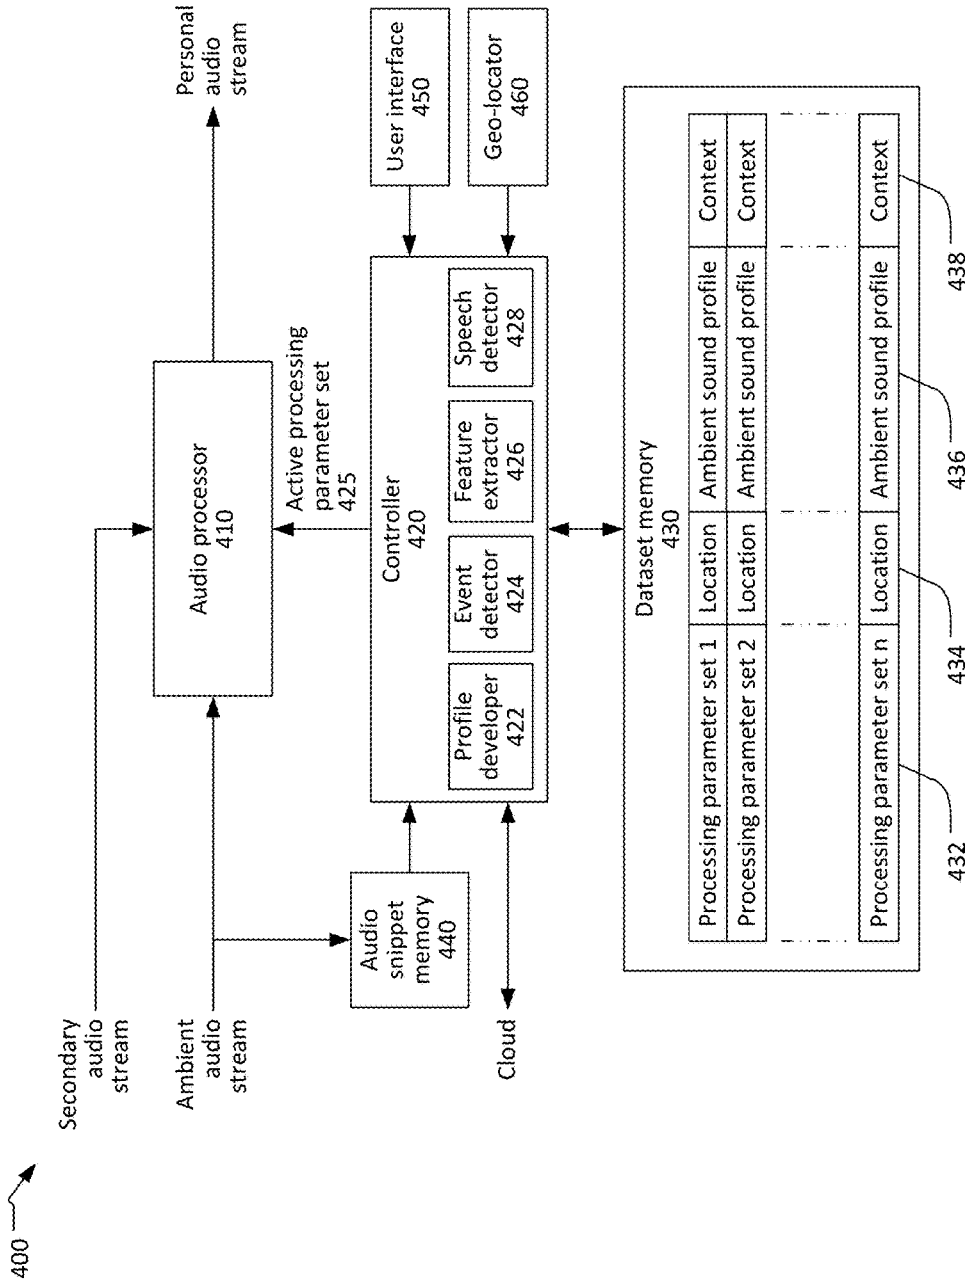 400
Secondary
audio
stream
Ambient
audio
stream
Personal
audio
stream
Audio processor
410
Active processing
parameter set
425
Audio
snippet
memory
440
Cloud
Controller
420
Profile
developer
422
Event
detector
424
Feature
extractor
426
Speech
detector
428
User interface
450
Geo-locator
460
Dataset memory
430
Processing parameter set 1 Location Ambient sound profile Context
Processing parameter set 2 Location Ambient sound profile Context
Processing parameter set n Location Ambient sound profile Context
432 434 436 438